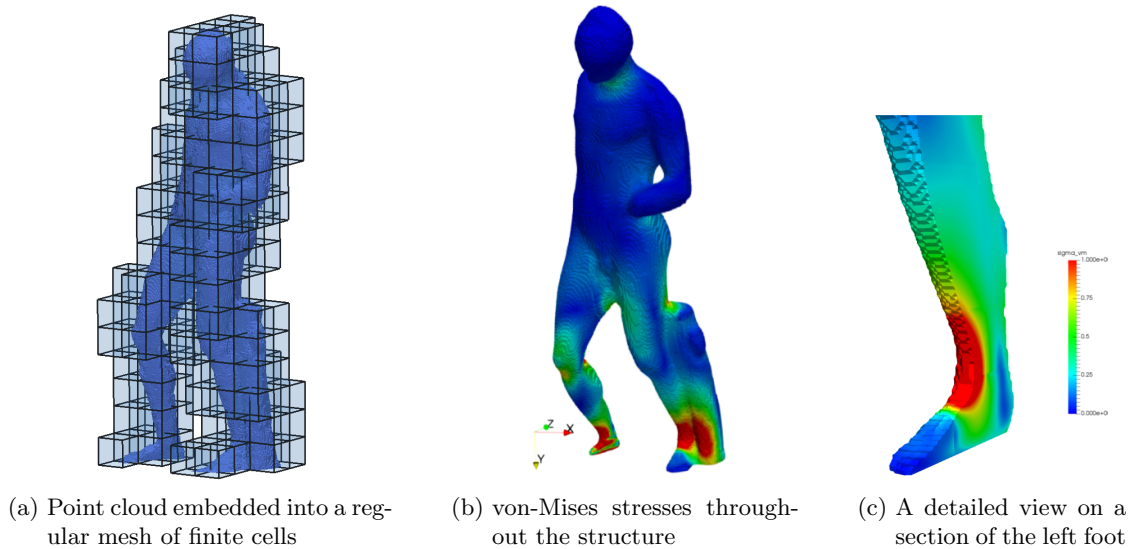 sigma_vm
1.000e+0
0.75
0.5
0.25
0.000e+0
Z
X
Y
(a) Point cloud embedded into a reg-
ular mesh of finite cells
(b) von-Mises stresses through-
out the structure
(c) A detailed view on a
section of the left foot